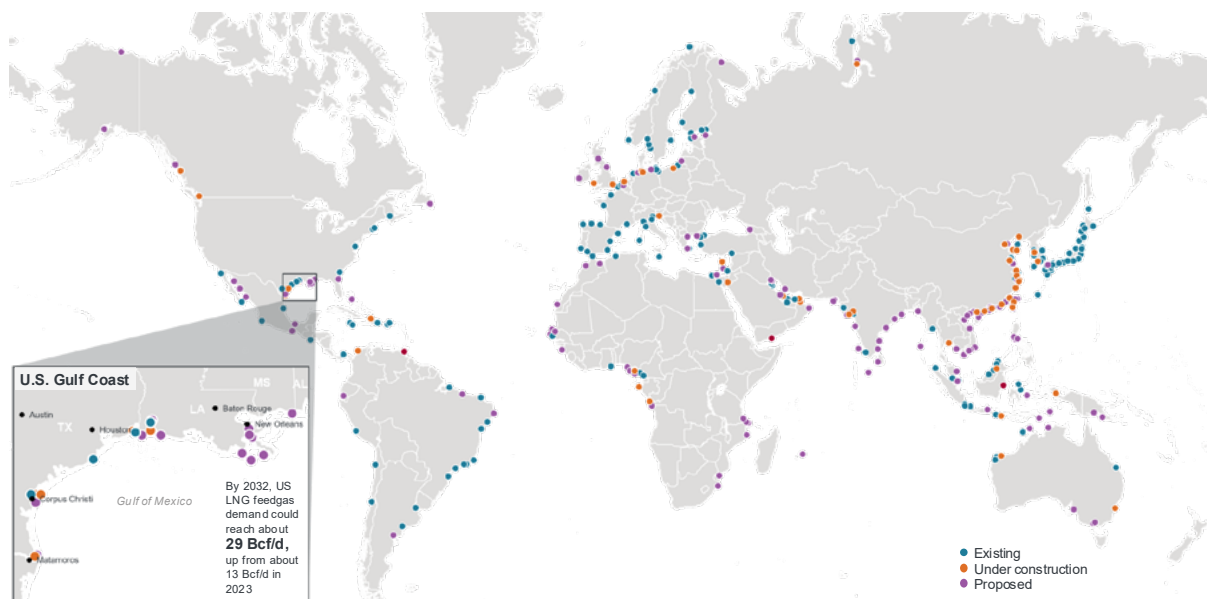 U.S. Gulf Coast
MS
AL
LA
Baton Rouge
Austin
TX
Houston
New Orleans
Corpus Christi
Gulf of Mexico
Matamoros
By 2032, US
LNG feedgas
demand could
reach about
29 Bcf/d,
up from about
13 Bcf/d in
2023
Existing
Under construction
Proposed